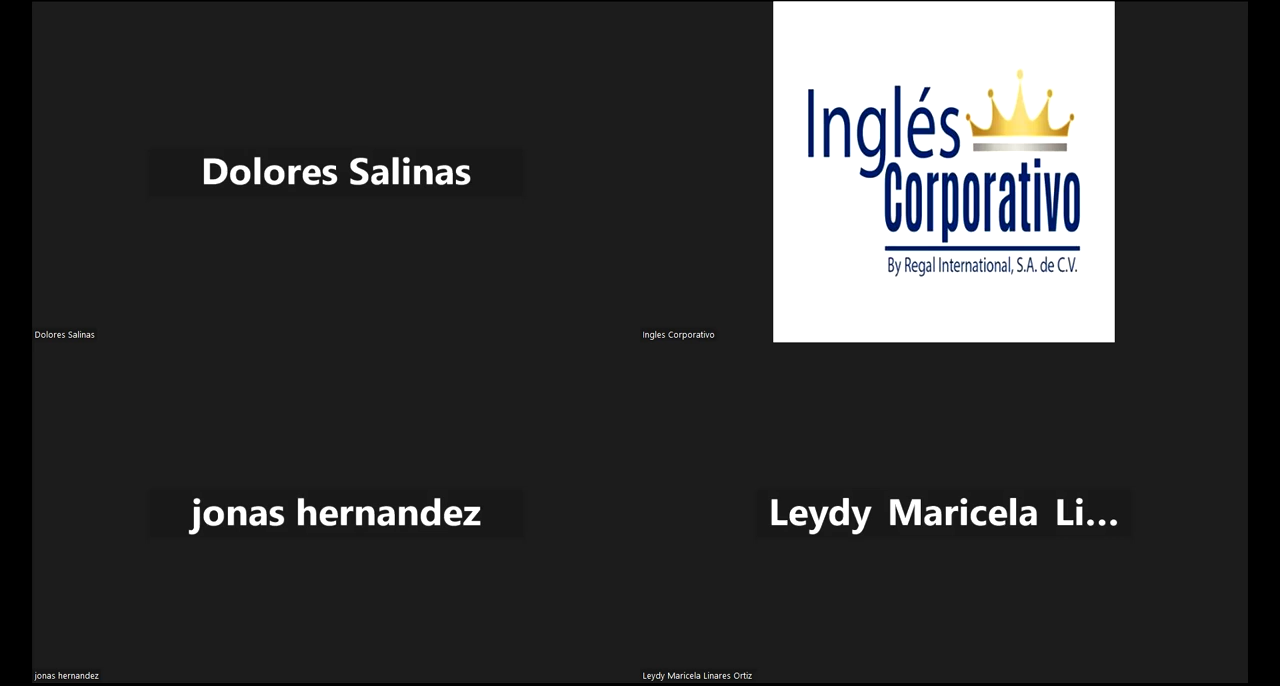 Dolores Salinas
Dolores Salinas
Inglés
Corporativo
By Regal International, S.A. de C.V.
Ingles Corporativo
jonas hernandez
jonas hernandez
Leydy Maricela Li...
Leydy Maricela Linares Ortiz